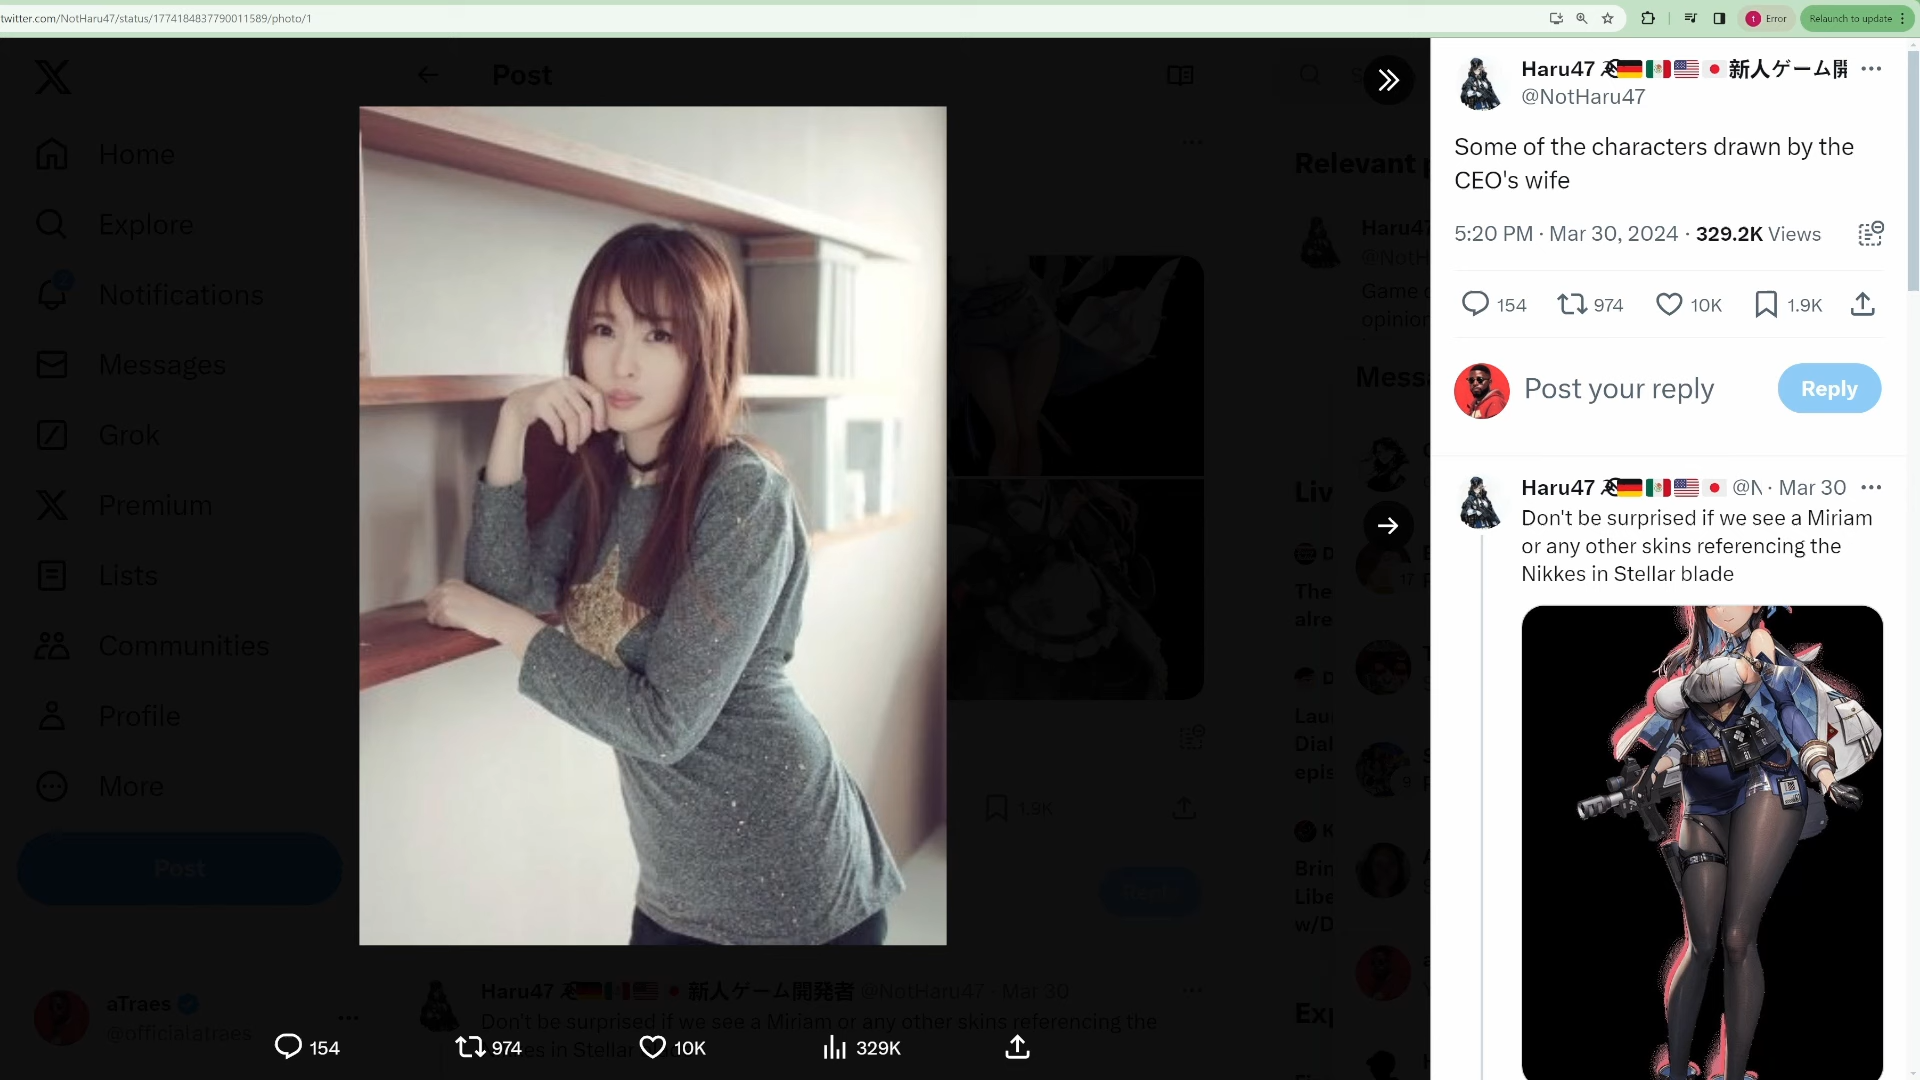 twitter.com/NotHaru47/status/1774184837790011589/photo/1
Error
Relaunch to update
Post
Home
Explore
Notifications
Messages
Grok
Premium
Lists
Communities
Profile
More
Post
aTraes
@officialatraes
Relevant
Haru47
@NotH
Game
opinion
Mess
Liv
The
alre
Lau
Dial
epis
Brin
Libe
w/D
Exp
1.9K
Reply
Haru47 新人ゲーム開発者 @NotHaru47 · Mar 30
Don't be surprised if we see a Miriam or any other skins referencing the
154
974
10K
329K
Haru47 新人ゲーム開
@NotHaru47
Some of the characters drawn by the
CEO's wife
5:20 PM · Mar 30, 2024 · 329.2K Views
154
974
10K
1.9K
Post your reply
Reply
Haru47 @N · Mar 30
Don't be surprised if we see a Miriam
or any other skins referencing the
Nikkes in Stellar blade